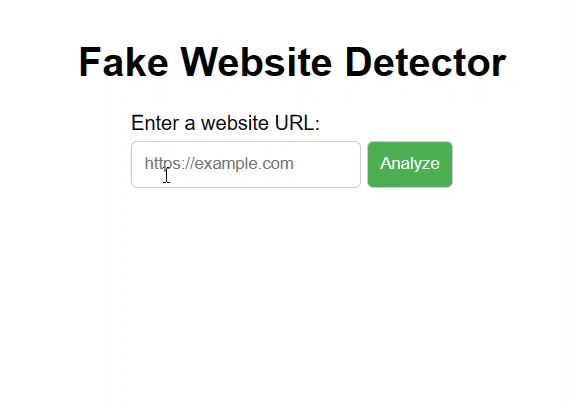 Fake Website Detector
Enter a website URL:
https://example.com Analyze